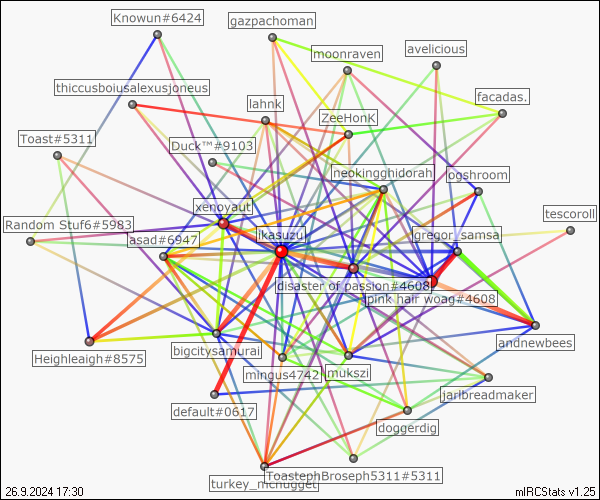 Knowun#6424
gazpachoman
moonraven
avelicious
thiccusboiusalexusjoneus
lahnk
facadas.
ZeeHonK
Toast#5311
Duck™#9103
neokingghidorah
ogshroom
xenoyaut
tescoroll
Random Stuf6#5983
asad#6947
ikasuzu
gregor_samsa
disaster of passion#4608
pink hair woag#4608
andnewbees
Heighleaigh#8575
bigcitysamurai
mingus4742
mukszi
jarlbreadmaker
default#0617
doggerdig
ToastephBroseph5311#5311
turkey_mcnugget
26.9.2024 17:30
mIRCStats v1.25